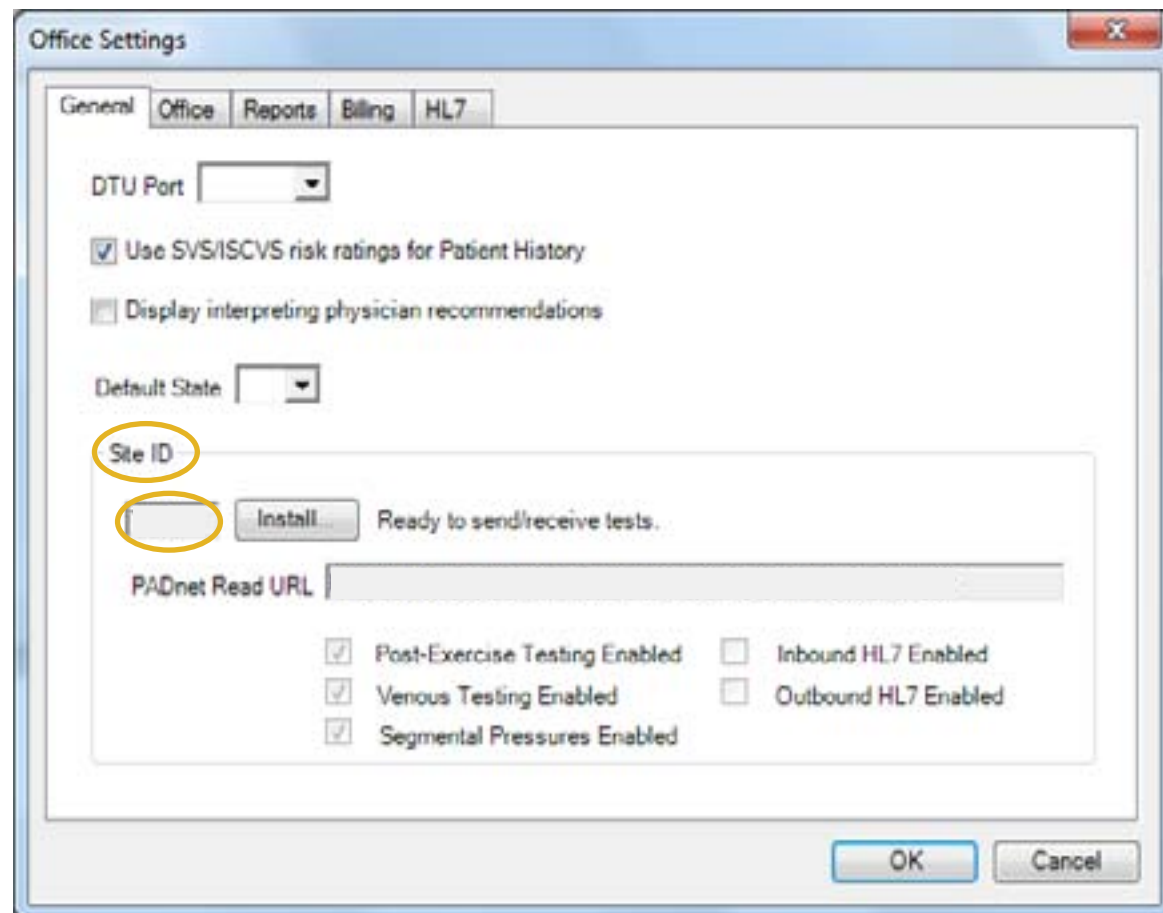 Office Settings
General Office Reports Billing HL7
DTU Port
Use SVS/ISCVS risk ratings for Patient History
Display interpreting physician recommendations
Default State
Site ID
Install... Ready to send/receive tests.
PADnet Read URL
Post-Exercise Testing Enabled Inbound HL7 Enabled
Venous Testing Enabled Outbound HL7 Enabled
Segmental Pressures Enabled
OK Cancel